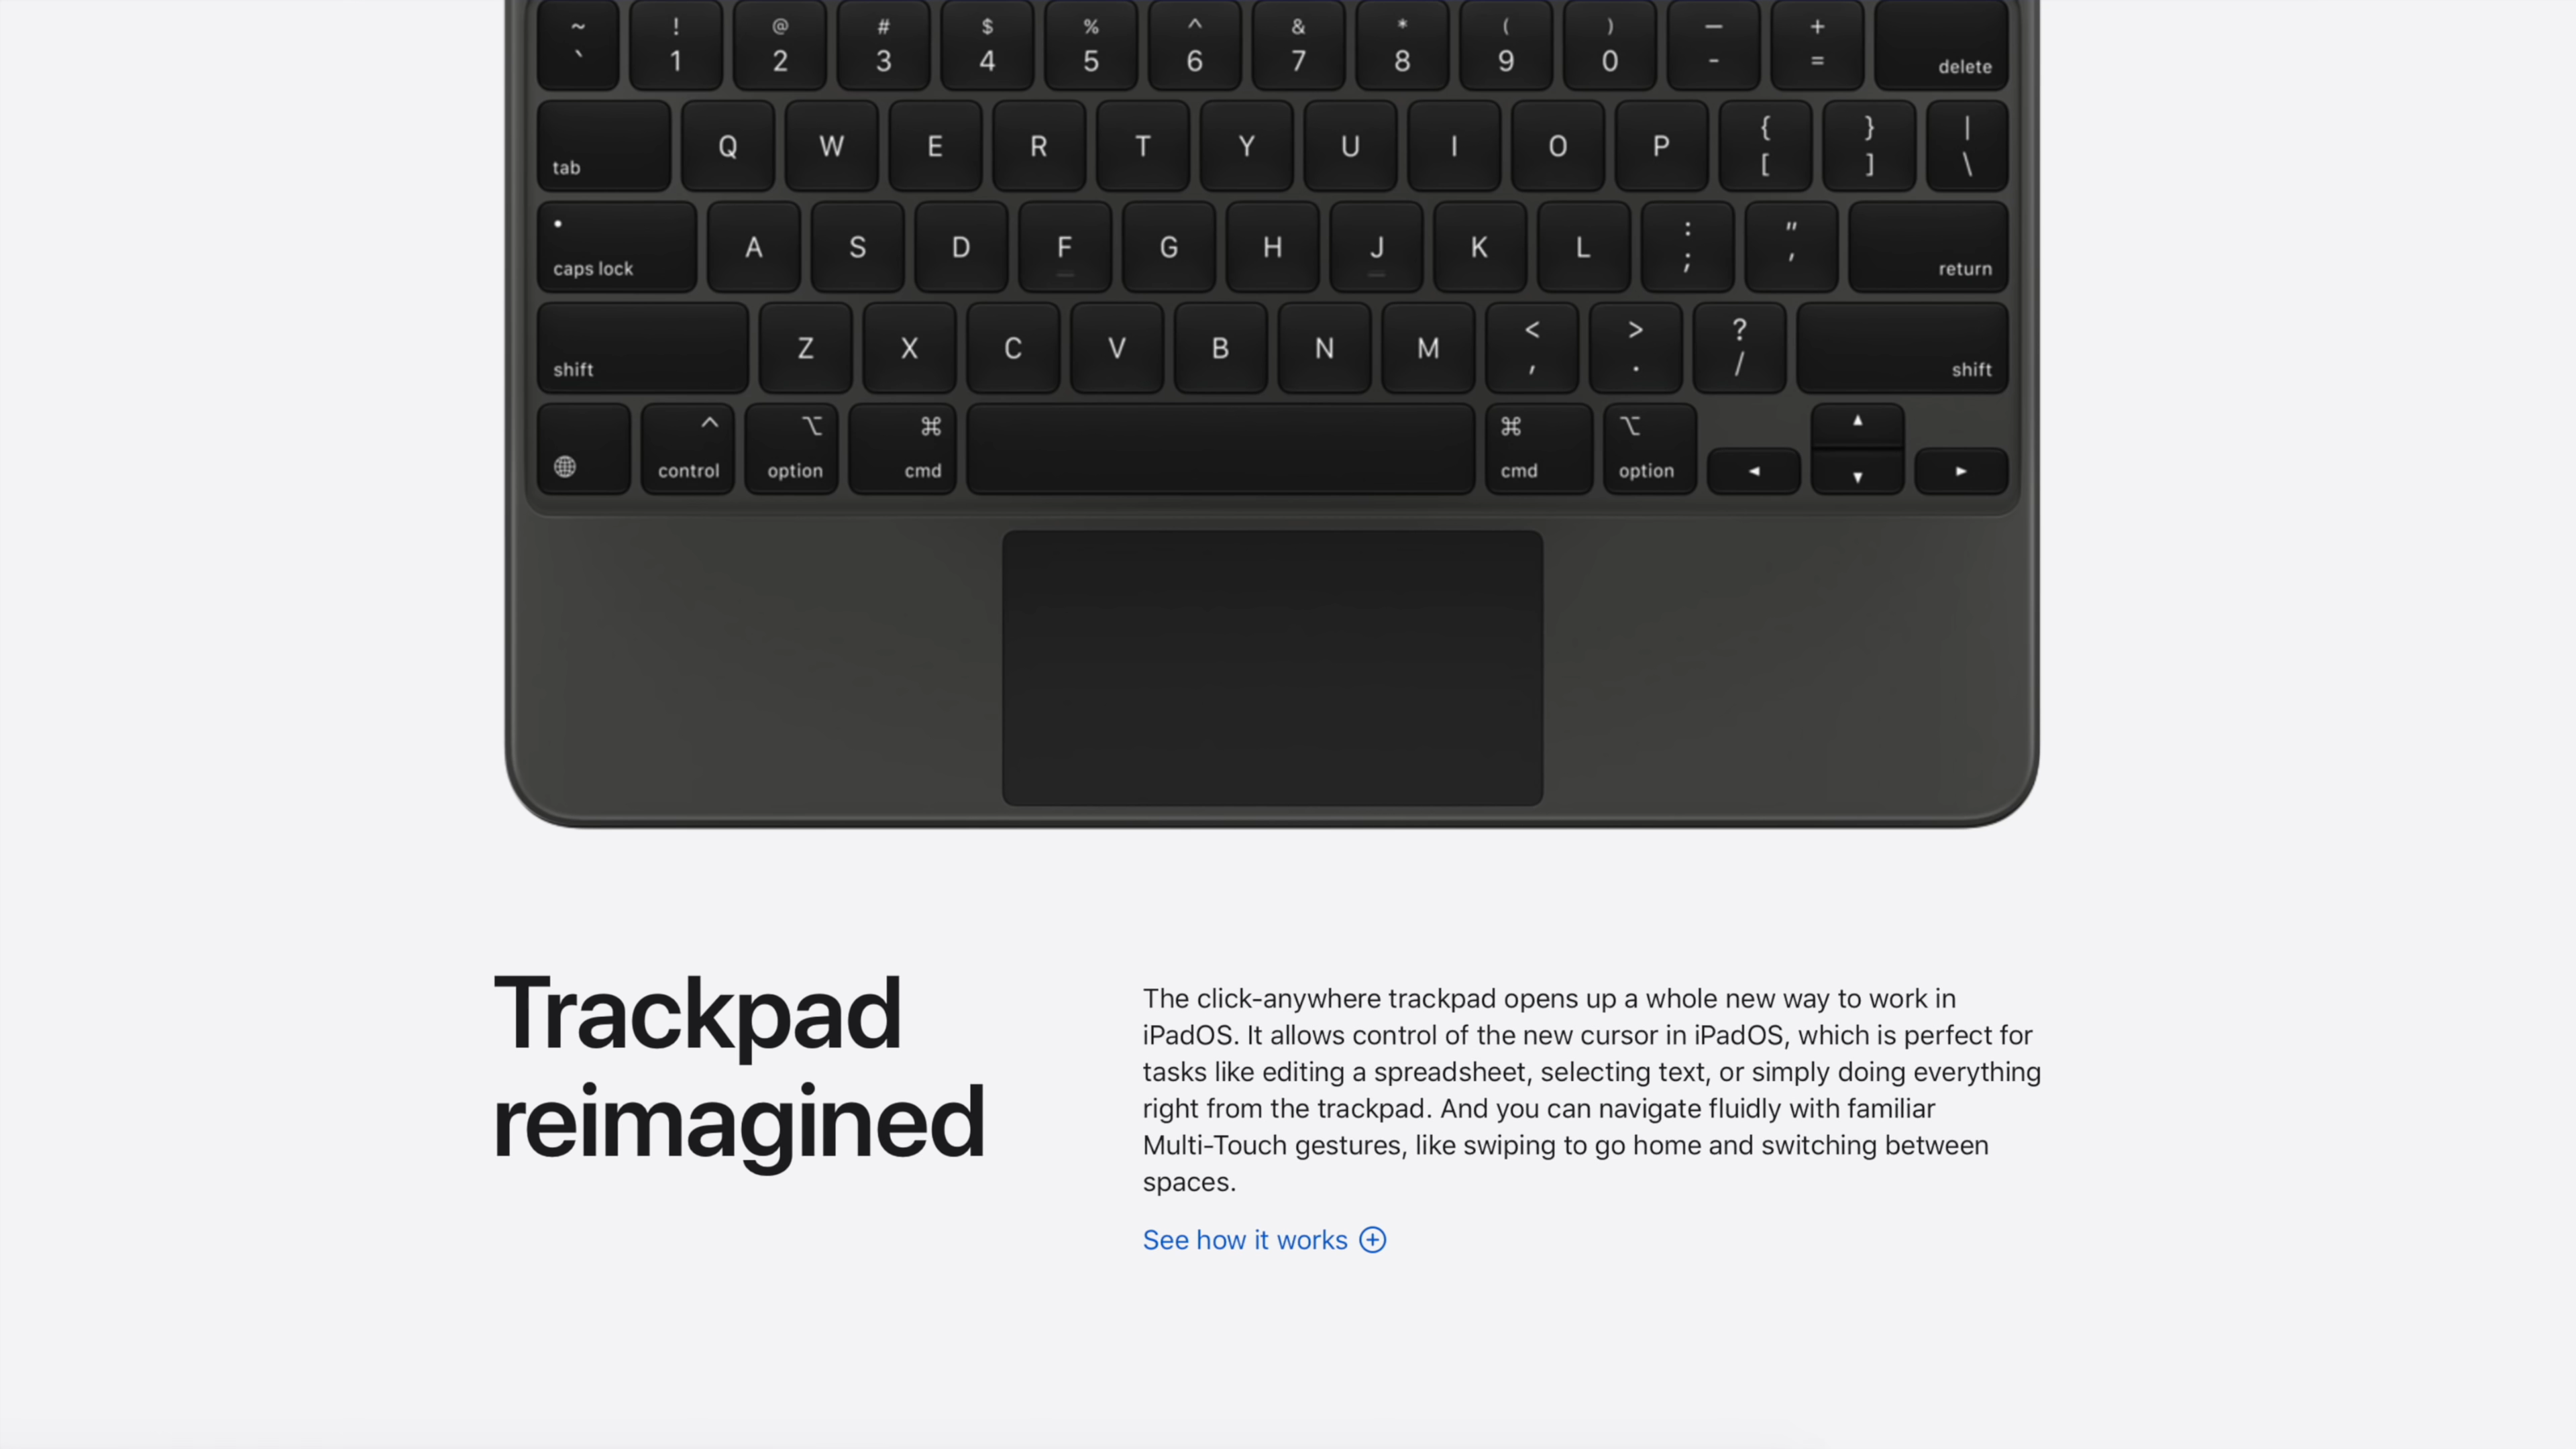 ~ ! @ # $ % ^ & * ( ) — +
` 1 2 3 4 5 6 7 8 9 0 - = delete
tab Q W E R T Y U I O P { [ } ] | \
caps lock A S D F G H J K L : ; " ' return
shift Z X C V B N M < , > . ? / shift
^ ⌥ ⌘ ⌘ ⌥ ▲
control option cmd cmd option ◄ ▼ ►
Trackpad
reimagined
The click-anywhere trackpad opens up a whole new way to work in
iPadOS. It allows control of the new cursor in iPadOS, which is perfect for
tasks like editing a spreadsheet, selecting text, or simply doing everything
right from the trackpad. And you can navigate fluidly with familiar
Multi-Touch gestures, like swiping to go home and switching between
spaces.
See how it works ⊕